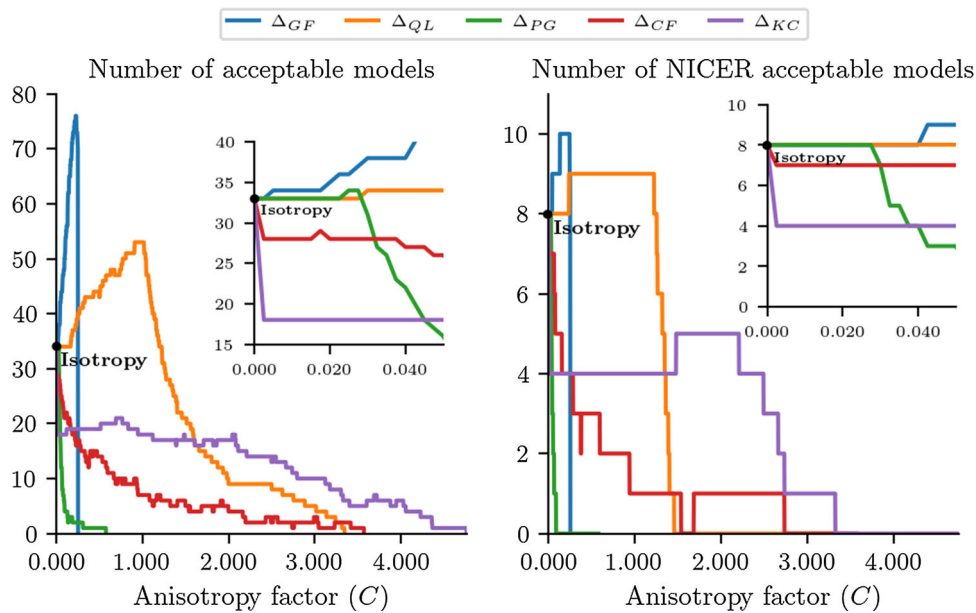 Δ_GF Δ_QL Δ_PG Δ_CF Δ_KC
Number of acceptable models
80
70
60
50
40
30
20
10
0
0.000 1.000 2.000 3.000 4.000
Anisotropy factor (C)
Isotropy
40
35
30
25
20
15
0.000 0.020 0.040
Isotropy
Number of NICER acceptable models
10
8
6
4
2
0
0.000 1.000 2.000 3.000 4.000
Anisotropy factor (C)
Isotropy
10
8
6
4
2
0
0.000 0.020 0.040
Isotropy